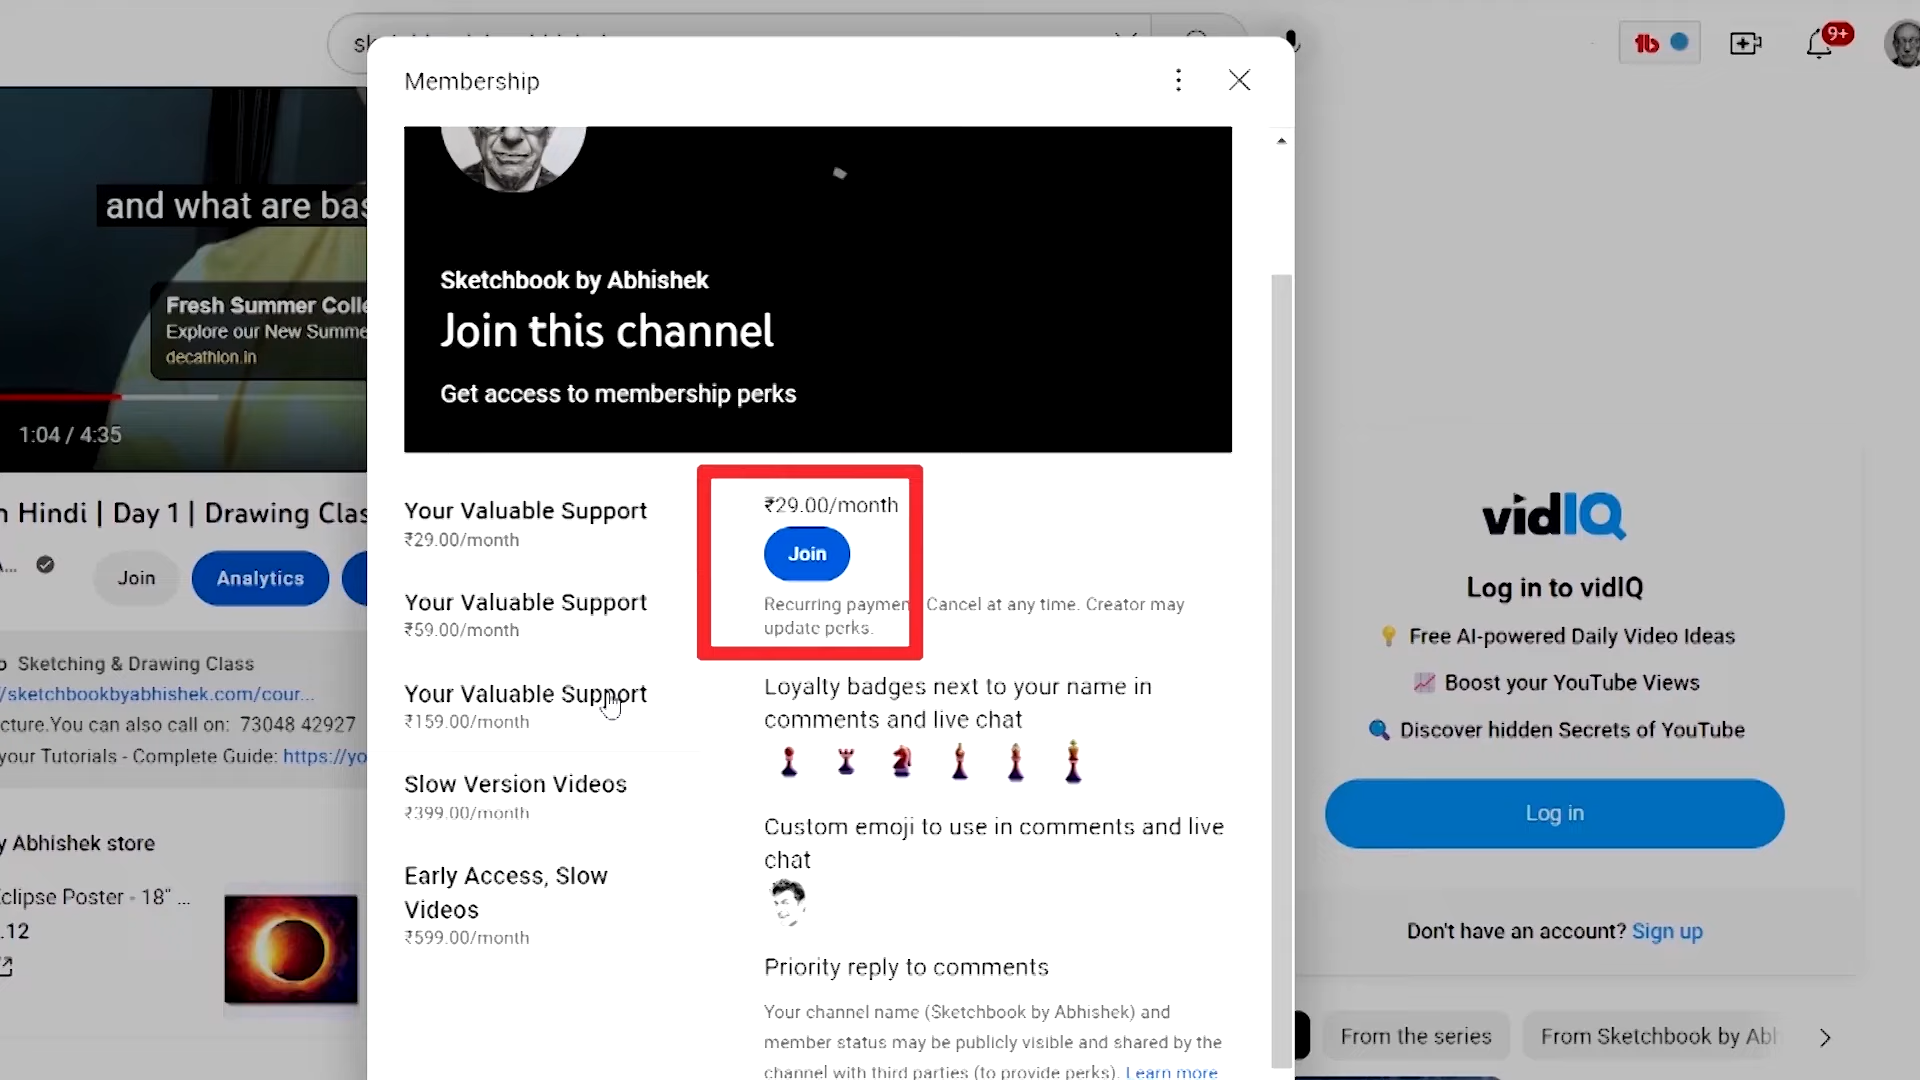 9+
Membership
and what are bas
Fresh Summer Colle
Explore our New Summe
decathlon.in
1:04 / 4:35
Sketchbook by Abhishek
Join this channel
Get access to membership perks
n Hindi | Day 1 | Drawing Clas
Join
Analytics
Sketching & Drawing Class
/sketchbookbyabhishek.com/cour...
cture.You can also call on: 73048 42927
your Tutorials - Complete Guide: https://yo
y Abhishek store
Eclipse Poster - 18" ...
.12
Your Valuable Support
₹29.00/month
Your Valuable Support
₹59.00/month
Your Valuable Support
₹159.00/month
Slow Version Videos
₹399.00/month
Early Access, Slow
Videos
₹599.00/month
₹29.00/month
Join
Recurring paymen Cancel at any time. Creator may
update perks.
Loyalty badges next to your name in
comments and live chat
Custom emoji to use in comments and live
chat
Priority reply to comments
Your channel name (Sketchbook by Abhishek) and
member status may be publicly visible and shared by the
channel with third parties (to provide perks). Learn more
vidIQ
Log in to vidIQ
Free AI-powered Daily Video Ideas
Boost your YouTube Views
Discover hidden Secrets of YouTube
Log in
Don't have an account? Sign up
From the series
From Sketchbook by Abh